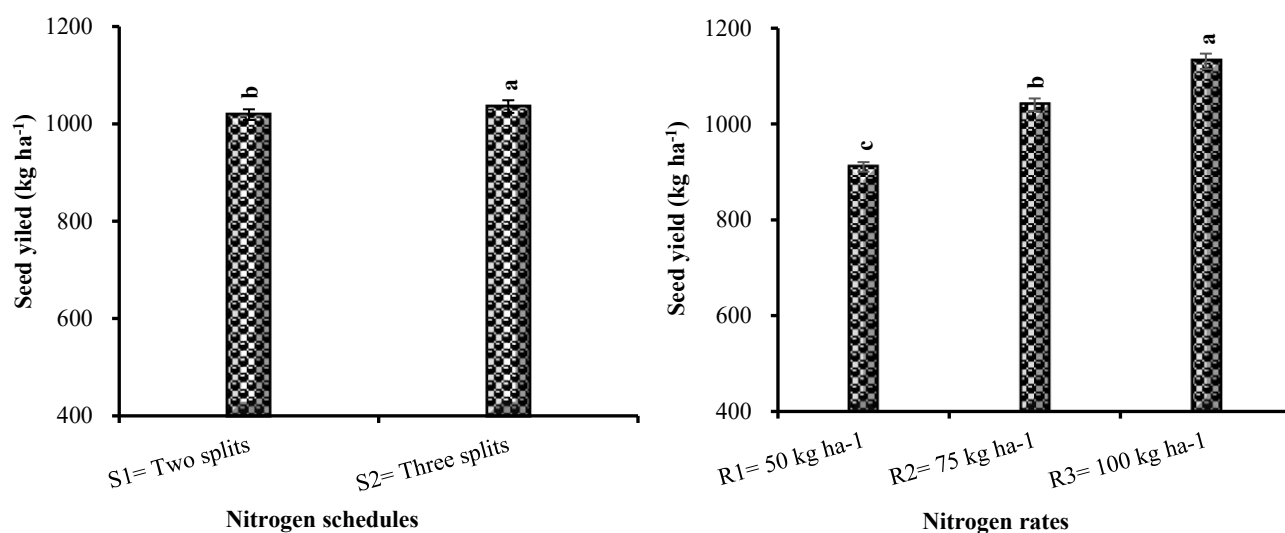 1200
1000
800
600
400
Seed yiled (kg ha-1)
b
a
S1= Two splits
S2= Three splits
Nitrogen schedules
1200
1000
800
600
400
Seed yield (kg ha-1)
c
b
a
R1= 50 kg ha-1
R2= 75 kg ha-1
R3= 100 kg ha-1
Nitrogen rates